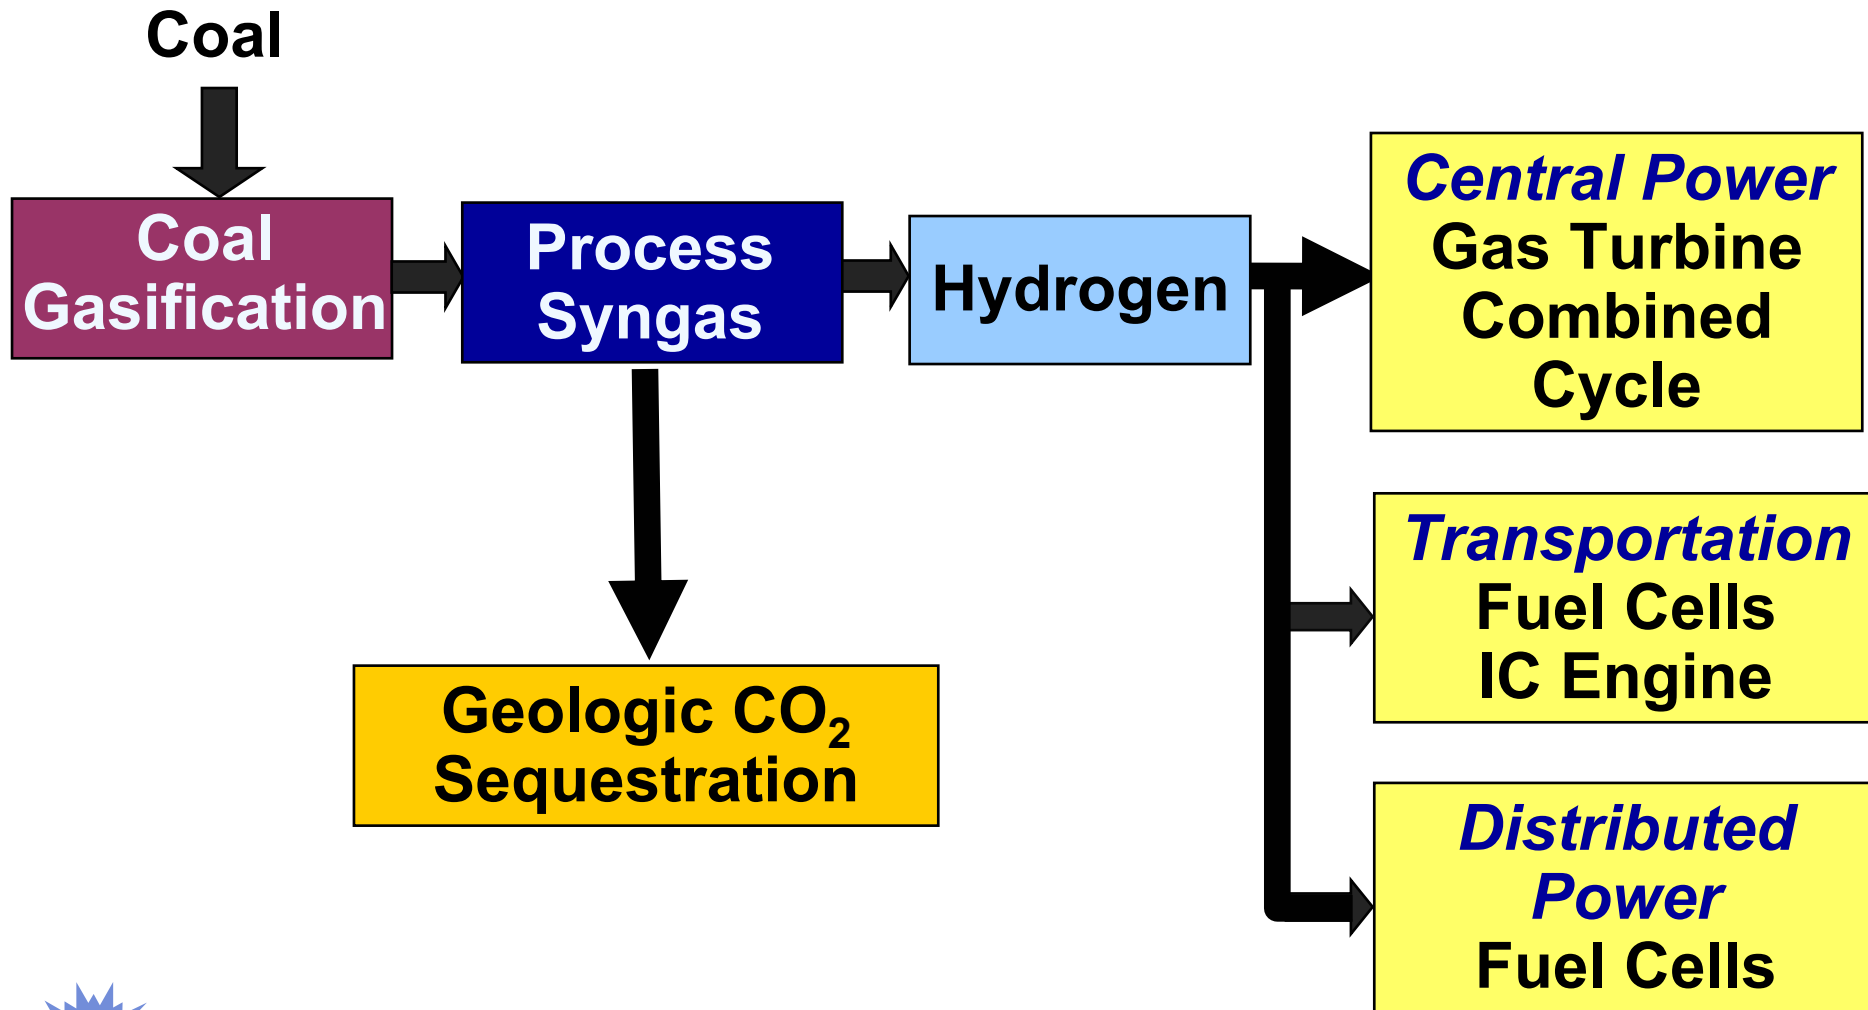 Coal
Coal
Gasification
Process
Syngas
Hydrogen
Geologic CO₂
Sequestration
Central Power
Gas Turbine
Combined
Cycle
Transportation
Fuel Cells
IC Engine
Distributed
Power
Fuel Cells